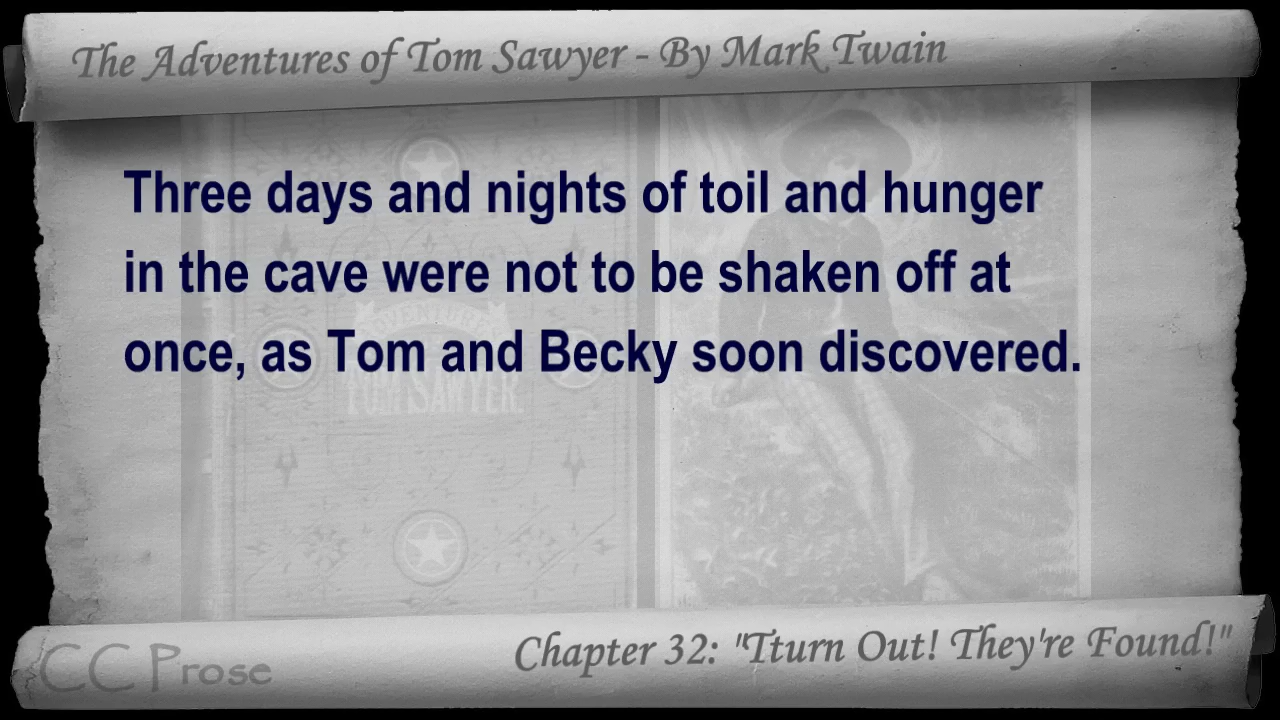 The Adventures of Tom Sawyer - By Mark Twain
Three days and nights of toil and hunger
in the cave were not to be shaken off at
once, as Tom and Becky soon discovered.
TOM SAWYER.
CC Prose
Chapter 32: "Tturn Out! They're Found!"